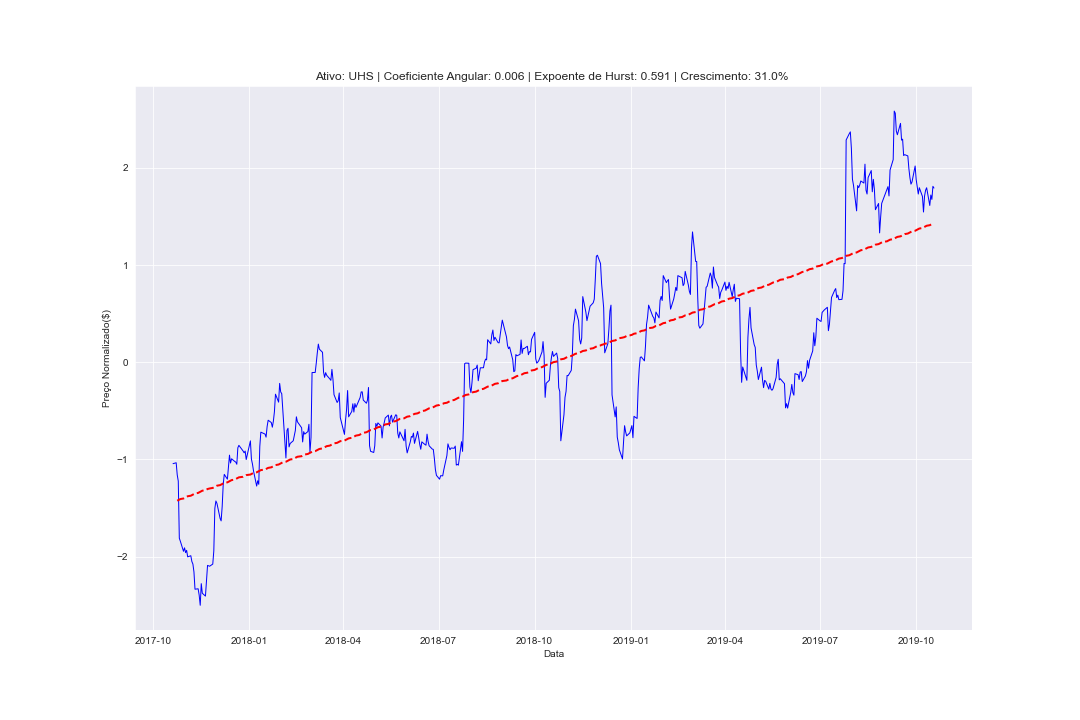 Ativo: UHS | Coeficiente Angular: 0.006 | Expoente de Hurst: 0.591 | Crescimento: 31.0%
Preço Normalizado($)
2
1
0
−1
−2
2017-10 2018-01 2018-04 2018-07 2018-10 2019-01 2019-04 2019-07 2019-10
Data